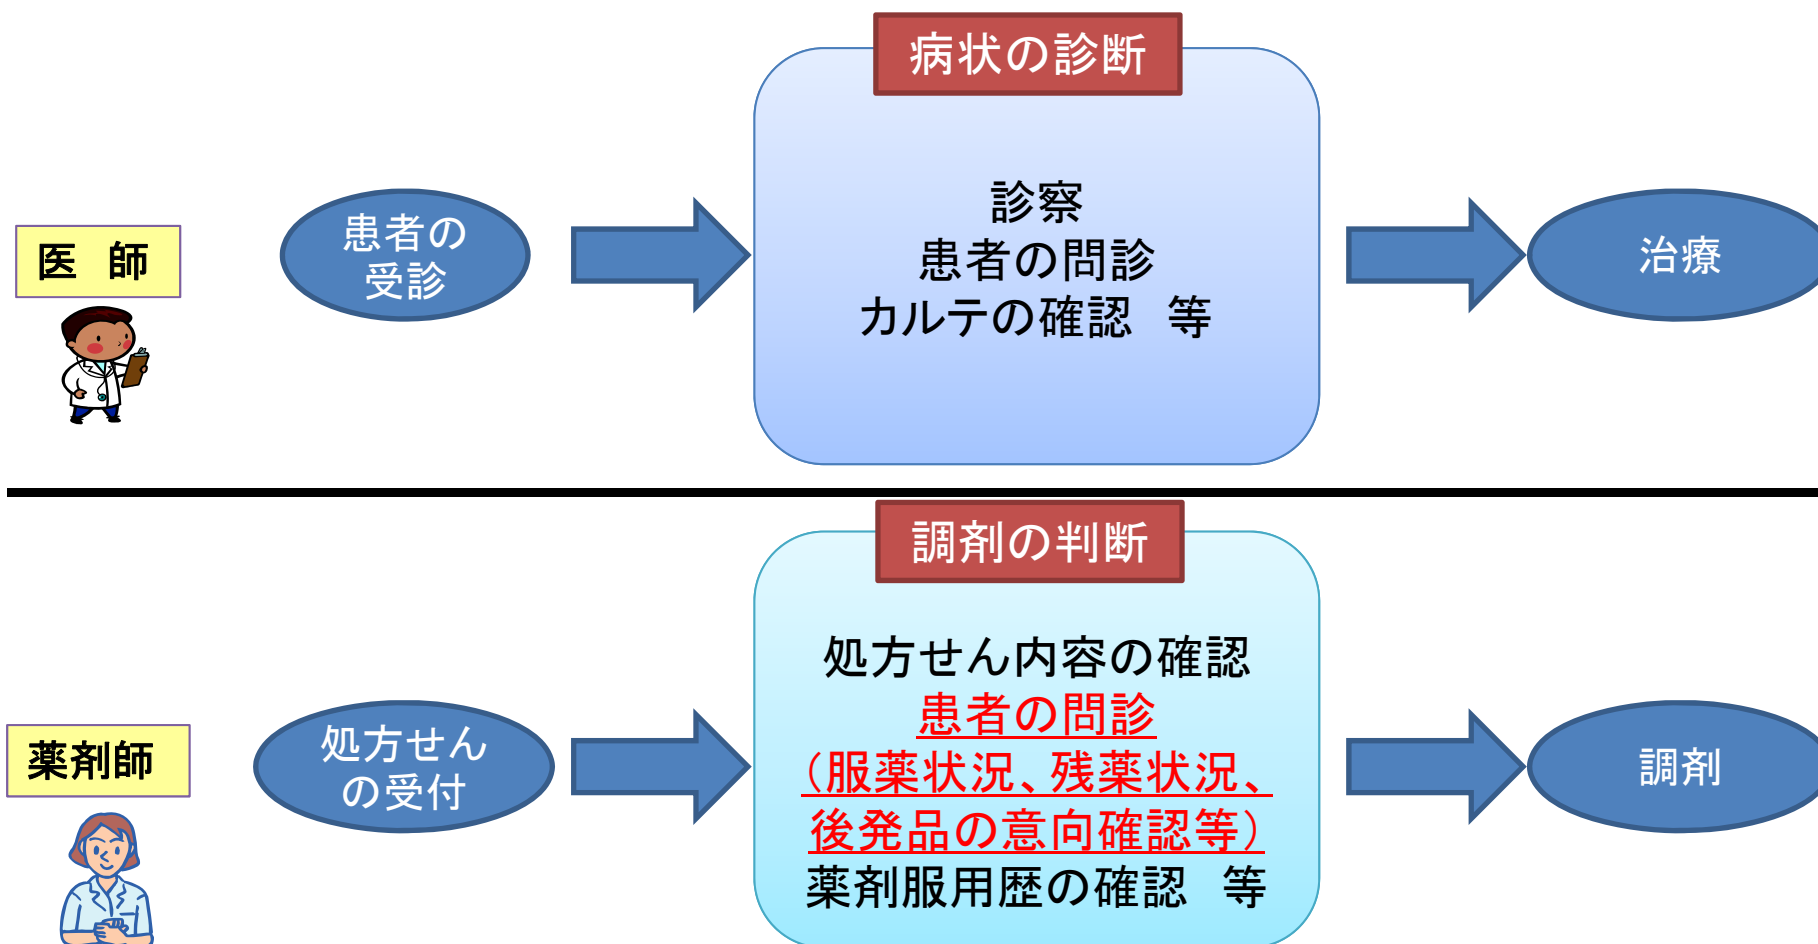 病状の診断
診察
患者の問診
カルテの確認　等
医　師
患者の
受診
治療
調剤の判断
処方せん内容の確認
患者の問診
（服薬状況、残薬状況、
後発品の意向確認等）
薬剤服用歴の確認　等
薬剤師
処方せん
の受付
調剤